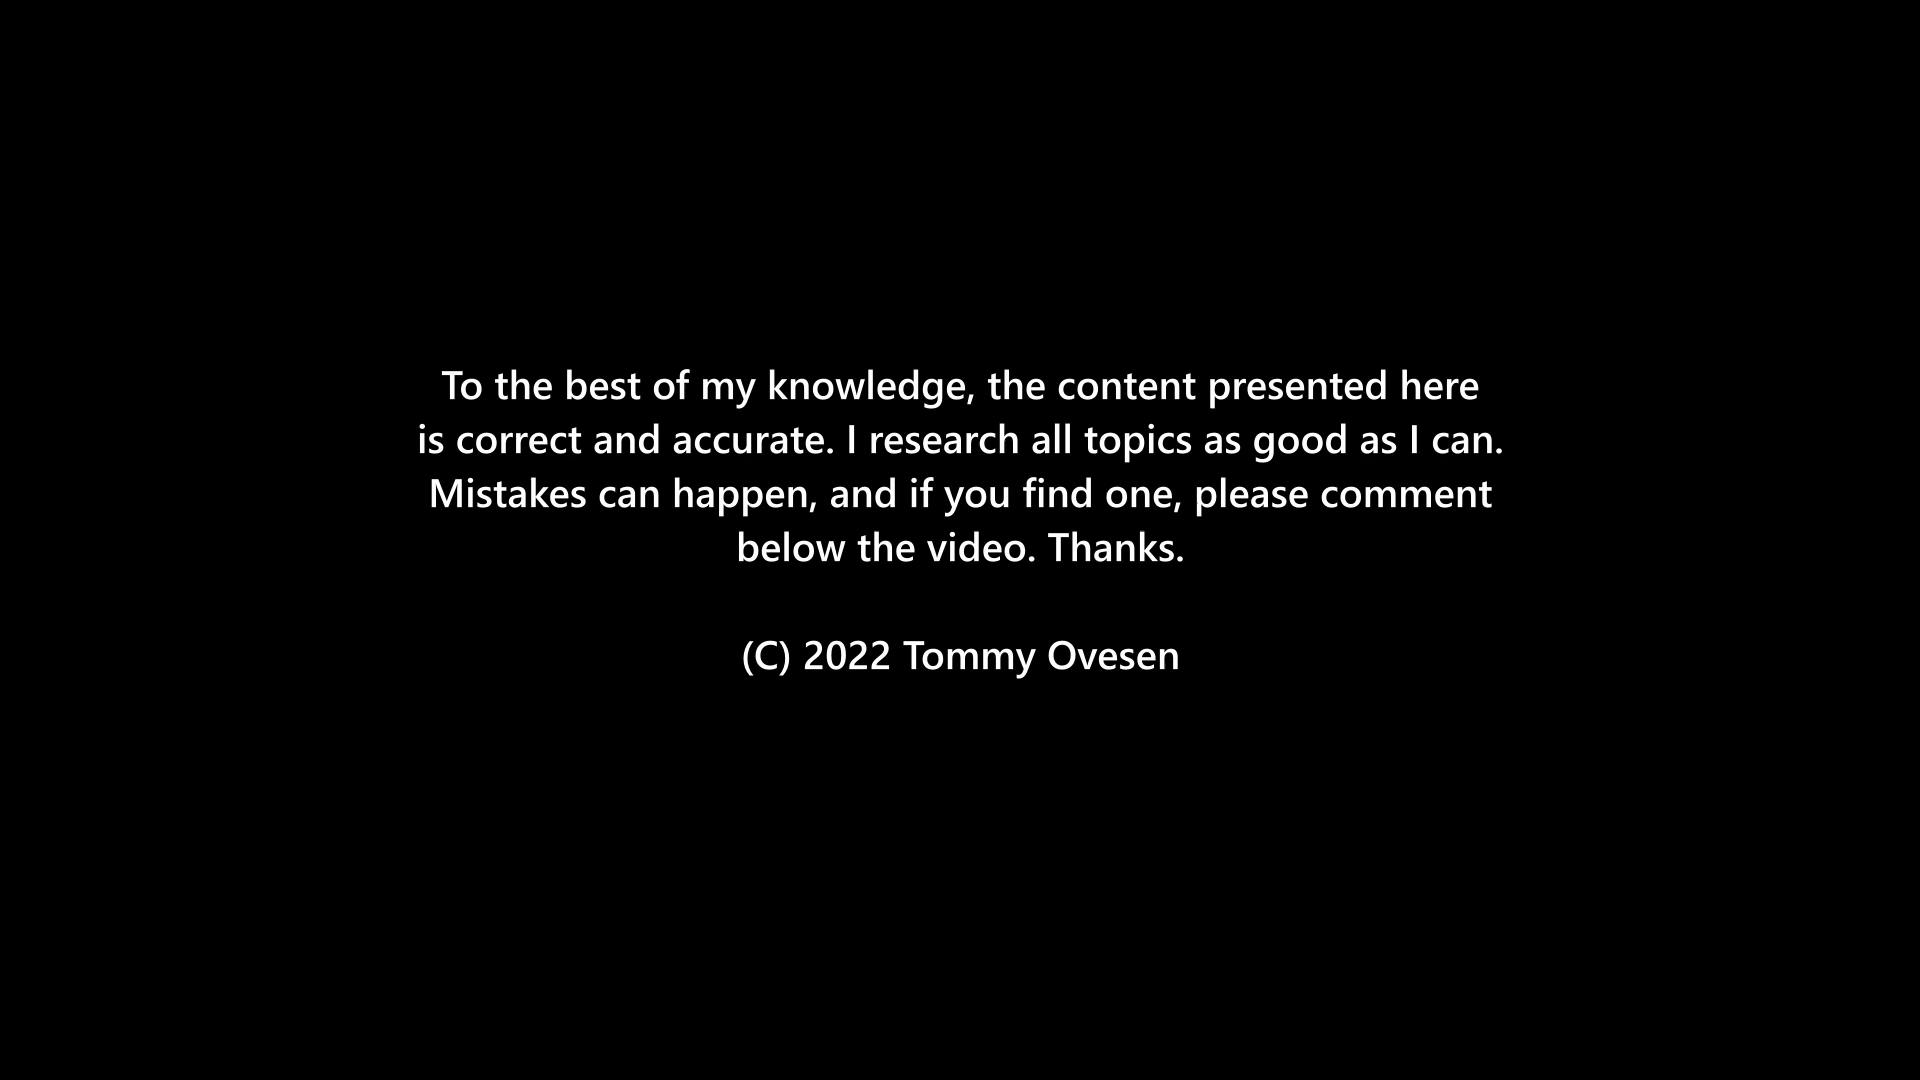 To the best of my knowledge, the content presented here
is correct and accurate. I research all topics as good as I can.
Mistakes can happen, and if you find one, please comment
below the video. Thanks.
(C) 2022 Tommy Ovesen